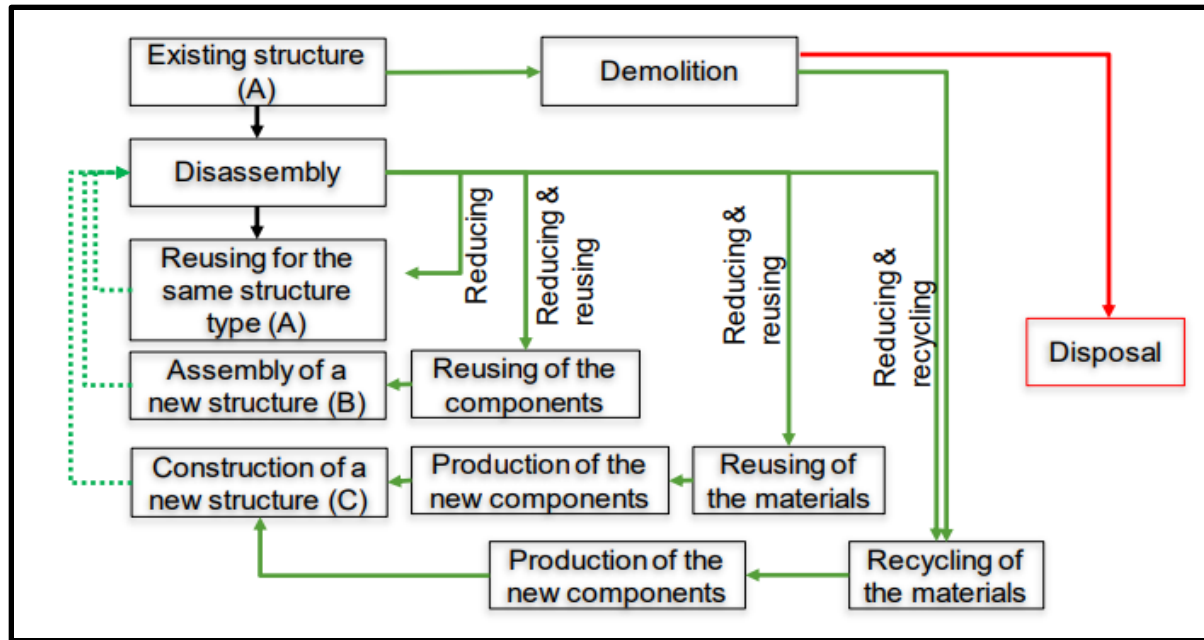 Existing structure
(A)
Demolition
Disassembly
Reducing
Reducing &
reusing
Reducing &
reusing
Reducing &
recycling
Reusing for the
same structure
type (A)
Disposal
Assembly of a
new structure (B)
Reusing of the
components
Construction of a
new structure (C)
Production of the
new components
Reusing of
the materials
Production of the
new components
Recycling of
the materials